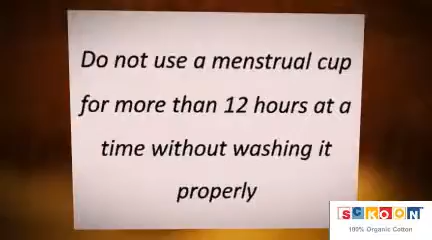 Do not use a menstrual cup
for more than 12 hours at a
time without washing it
properly
SCKOON
100% Organic Cotton